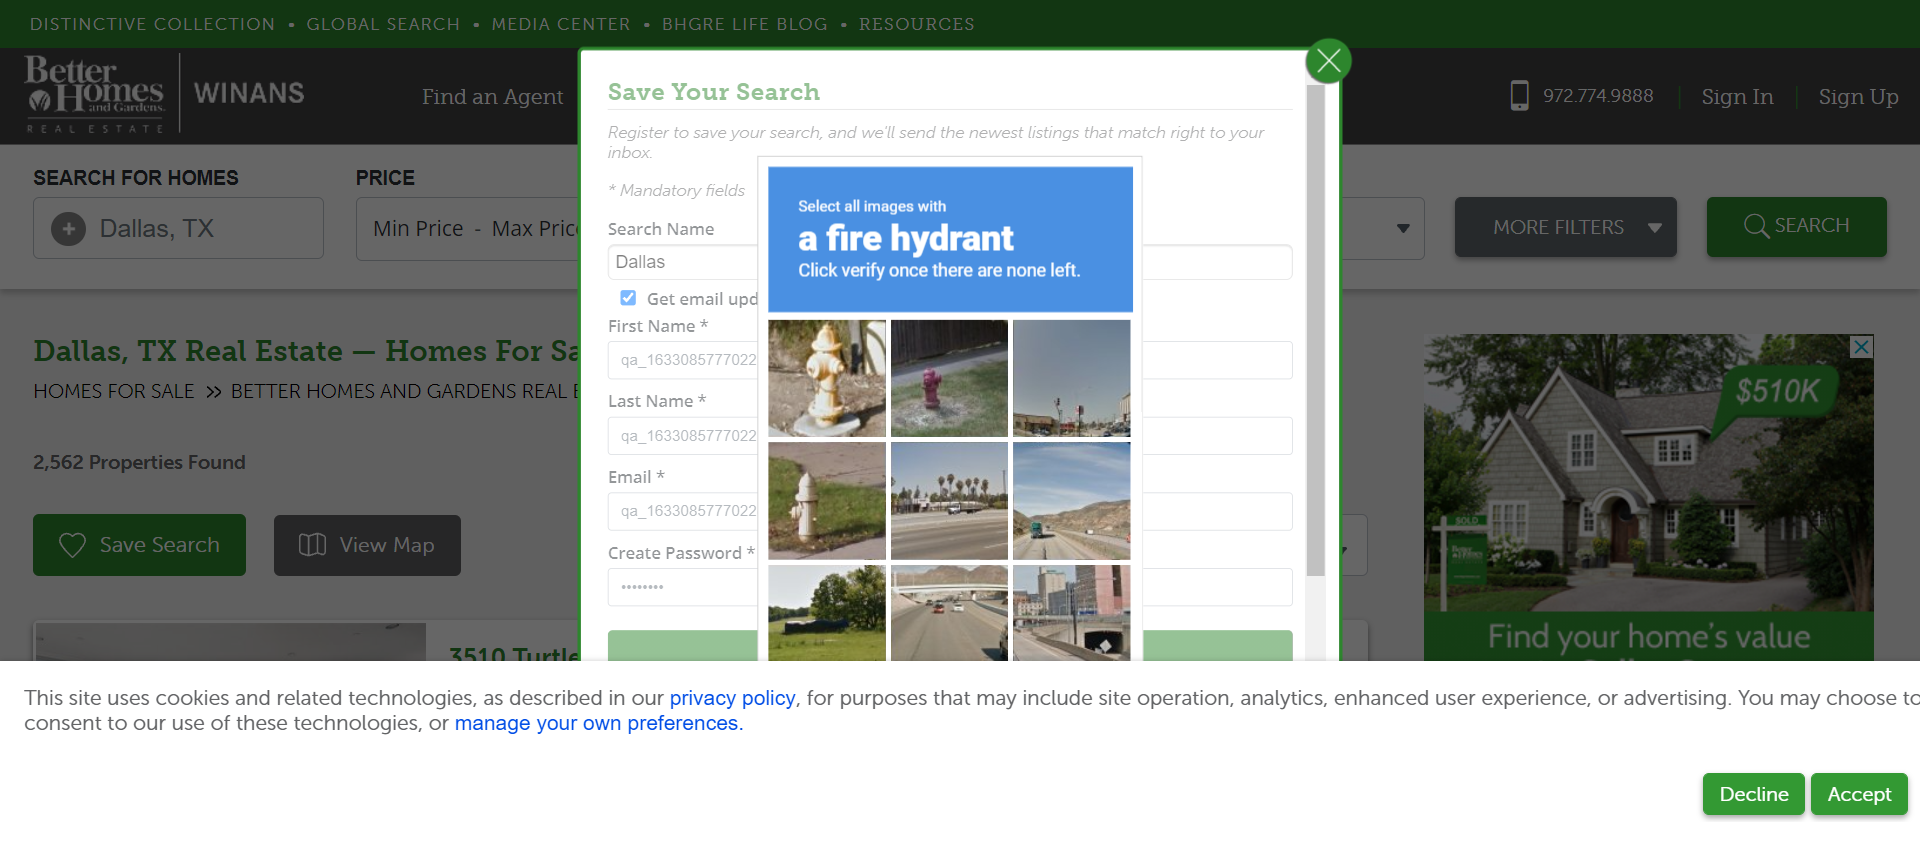 DISTINCTIVE COLLECTION • GLOBAL SEARCH • MEDIA CENTER • BHGRE LIFE BLOG • RESOURCES
Better
Homes
and Gardens
REAL ESTATE
WINANS
Find an Agent
972.774.9888
Sign In
Sign Up
Save Your Search
Register to save your search, and we'll send the newest listings that match right to your
inbox.
* Mandatory fields
Search Name
Dallas
Get email upd
First Name *
qa_1633085777022
Last Name *
qa_1633085777022
Email *
qa_1633085777022
Create Password *
••••••••
Select all images with
a fire hydrant
Click verify once there are none left.
SEARCH FOR HOMES
Dallas, TX
PRICE
Min Price - Max Pric
MORE FILTERS
SEARCH
Dallas, TX Real Estate — Homes For Sa
HOMES FOR SALE >> BETTER HOMES AND GARDENS REAL E
2,562 Properties Found
Save Search
View Map
3510 Turtle
$510K
SOLD
Find your home's value
This site uses cookies and related technologies, as described in our privacy policy, for purposes that may include site operation, analytics, enhanced user experience, or advertising. You may choose to
consent to our use of these technologies, or manage your own preferences.
Decline
Accept